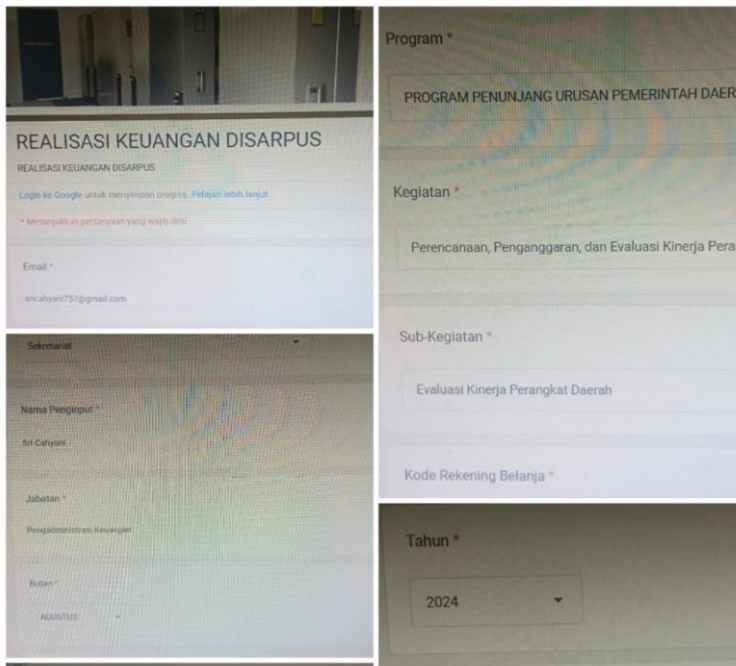 REALISASI KEUANGAN DISARPUS
REALISASI KEUANGAN DISARPUS
Login ke Google untuk menyimpan progres. Pelajari lebih lanjut
* Menunjukkan pertanyaan yang wajib diisi
Email *
sricahyani757@gmail.com
Sekretariat
Nama Penginput *
Sri Cahyani
Jabatan *
Pengadministrasi Keuangan
Bulan *
AGUSTUS
Program *
PROGRAM PENUNJANG URUSAN PEMERINTAH DAER
Kegiatan *
Perencanaan, Penganggaran, dan Evaluasi Kinerja Pera
Sub-Kegiatan *
Evaluasi Kinerja Perangkat Daerah
Kode Rekening Belanja *
Tahun *
2024